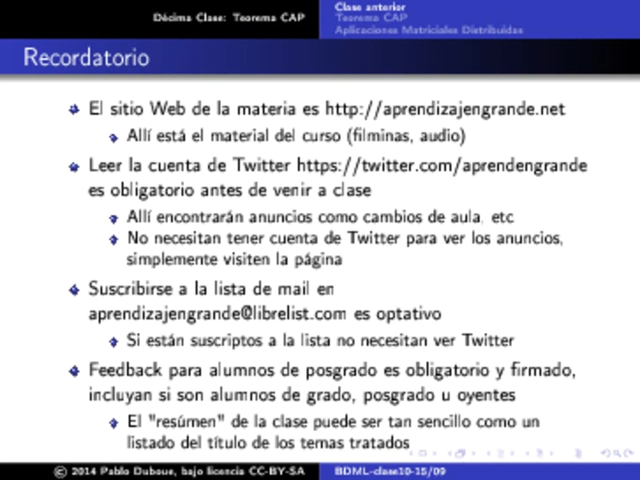 Décima Clase: Teorema CAP
Clase anterior
Teorema CAP
Aplicaciones Matriciales Distribuidas
Recordatorio
El sitio Web de la materia es http://aprendizajengrande.net
Allí está el material del curso (filminas, audio)
Leer la cuenta de Twitter https://twitter.com/aprendengrande
es obligatorio antes de venir a clase
Allí encontrarán anuncios como cambios de aula, etc
No necesitan tener cuenta de Twitter para ver los anuncios,
simplemente visiten la página
Suscribirse a la lista de mail en
aprendizajengrande@librelist.com es optativo
Si están suscriptos a la lista no necesitan ver Twitter
Feedback para alumnos de posgrado es obligatorio y firmado,
incluyan si son alumnos de grado, posgrado u oyentes
El "resúmen" de la clase puede ser tan sencillo como un
listado del título de los temas tratados
© 2014 Pablo Duboue, bajo licencia CC-BY-SA
BDML-clase10-15/09